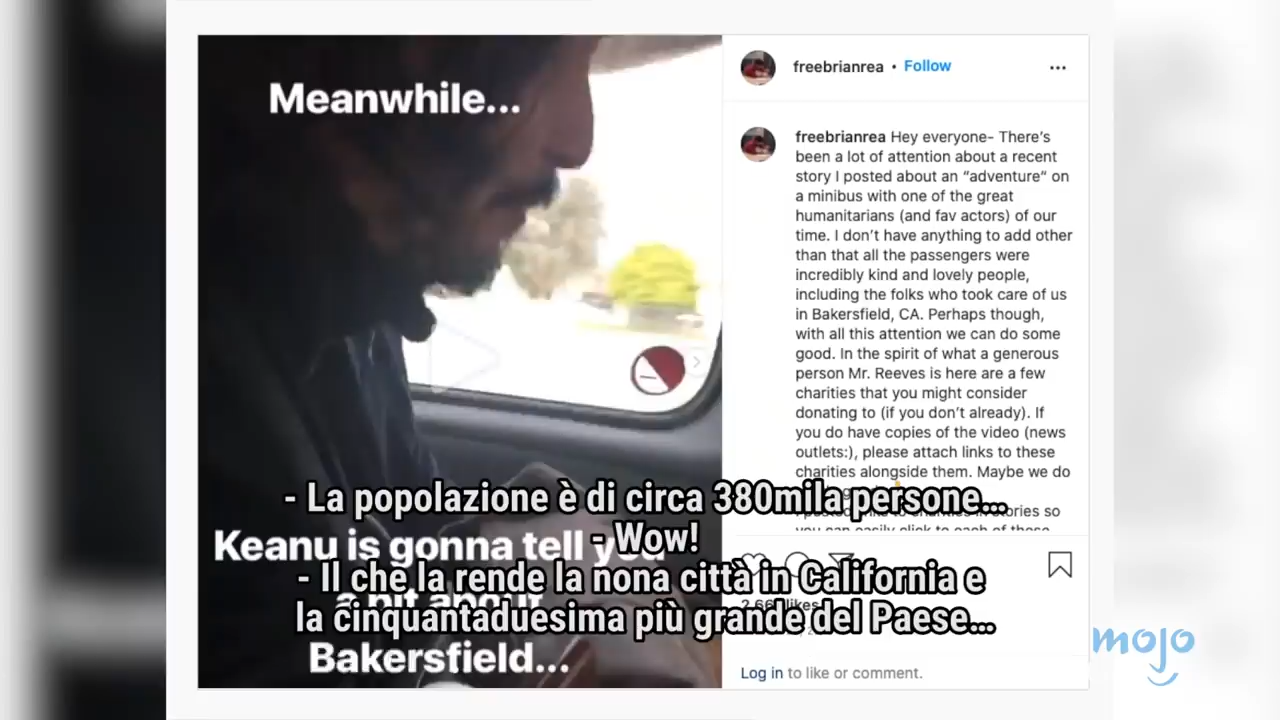 Meanwhile...
freebrianrea • Follow
freebrianrea Hey everyone- There's
been a lot of attention about a recent
story I posted about an “adventure” on
a minibus with one of the great
humanitarians (and fav actors) of our
time. I don't have anything to add other
than that all the passengers were
incredibly kind and lovely people,
including the folks who took care of us
in Bakersfield, CA. Perhaps though,
with all this attention we can do some
good. In the spirit of what a generous
person Mr. Reeves is here are a few
charities that you might consider
donating to (if you don't already). If
you do have copies of the video (news
outlets:), please attach links to these
charities alongside them. Maybe we do
- La popolazione è di circa 380mila persone...
- Wow!
- Il che la rende la nona città in California e
la cinquantaduesima più grande del Paese...
Keanu is gonna tell you
a bit about
Bakersfield...
likes
Log in to like or comment.
mojo